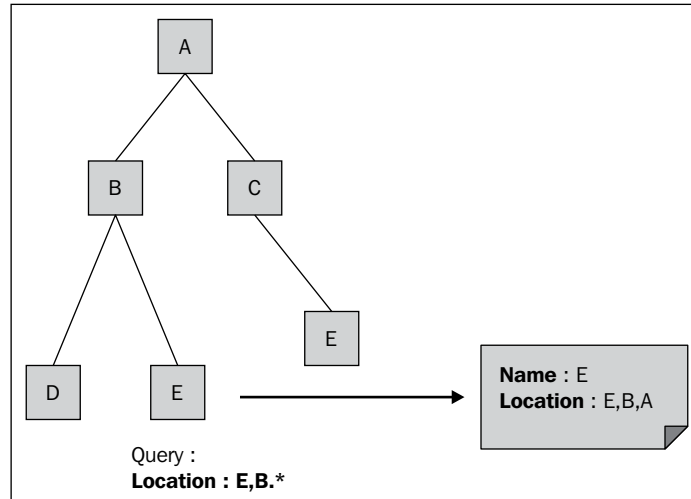 A
B
C
E
D
E
Name : E
Location : E,B,A
Query :
Location : E,B.*